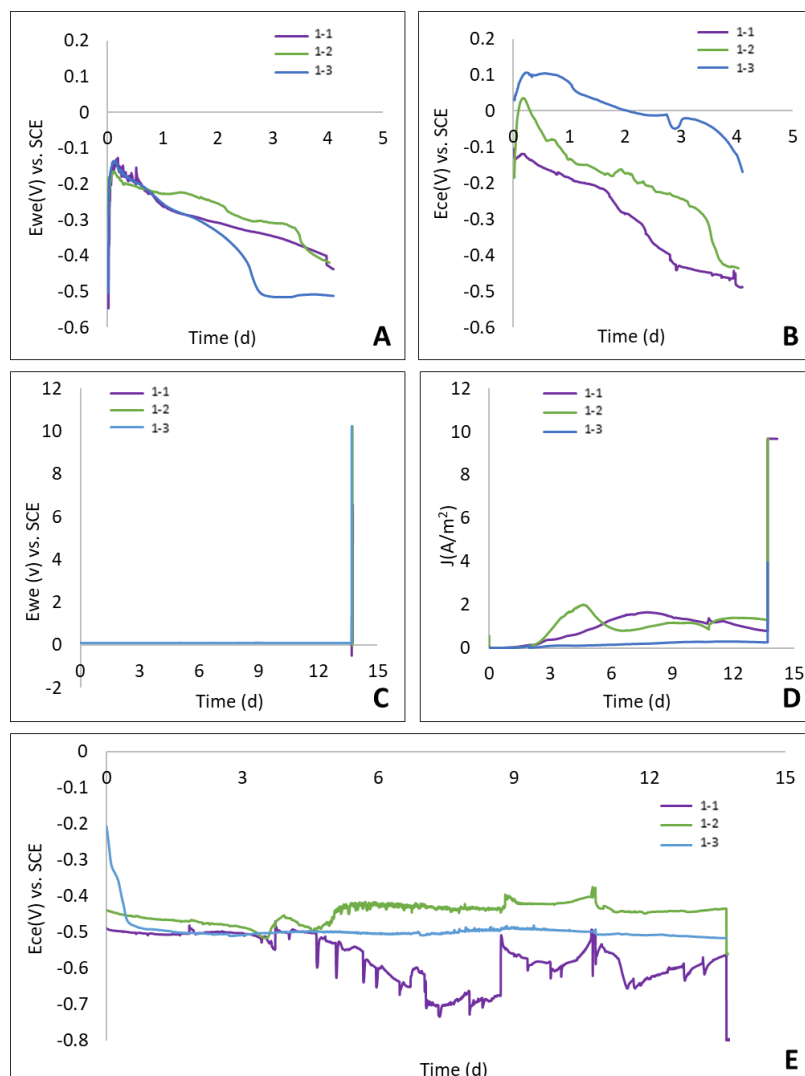 1-1
1-2
1-3
0.2
0.1
0
-0.1
-0.2
-0.3
-0.4
-0.5
-0.6
0 1 2 3 4 5
Ewe(V) vs. SCE
Time (d)
A
1-1
1-2
1-3
0.2
0.1
0
-0.1
-0.2
-0.3
-0.4
-0.5
-0.6
0 1 2 3 4 5
Ece(V) vs. SCE
Time (d)
B
1-1
1-2
1-3
12
10
8
6
4
2
0
-2
0 3 6 9 12 15
Ewe (v) vs. SCE
Time (d)
C
1-1
1-2
1-3
12
10
8
6
4
2
0
0 3 6 9 12 15
J(A/m²)
Time (d)
D
0
-0.1
-0.2
-0.3
-0.4
-0.5
-0.6
-0.7
-0.8
0 3 6 9 12 15
1-1
1-2
1-3
Ece(V) vs. SCE
Time (d)
E